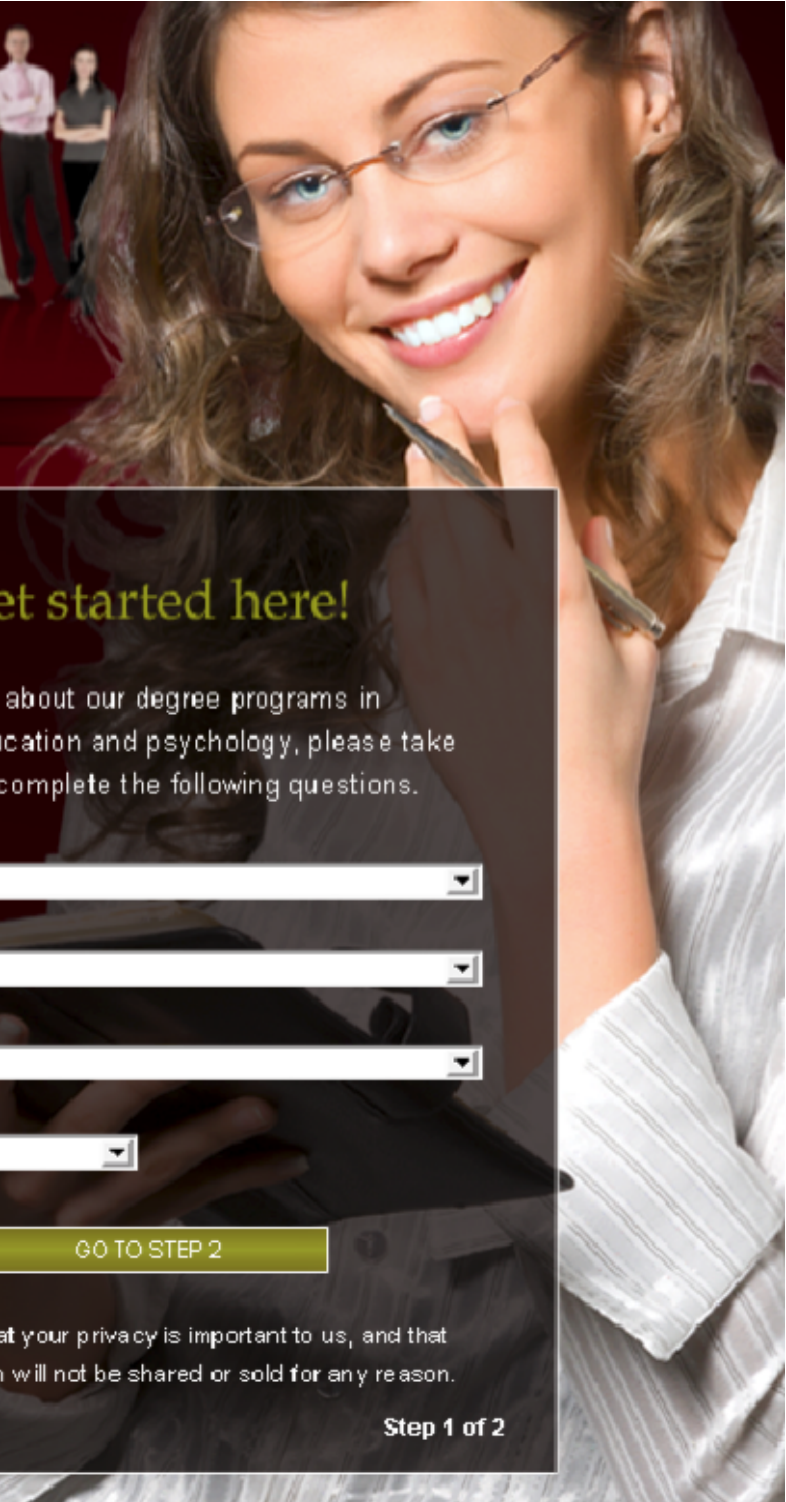 et started here!
about our degree programs in
ucation and psychology, please take
complete the following questions.
GO TO STEP 2
at your privacy is important to us, and that
will not be shared or sold for any reason.
Step 1 of 2